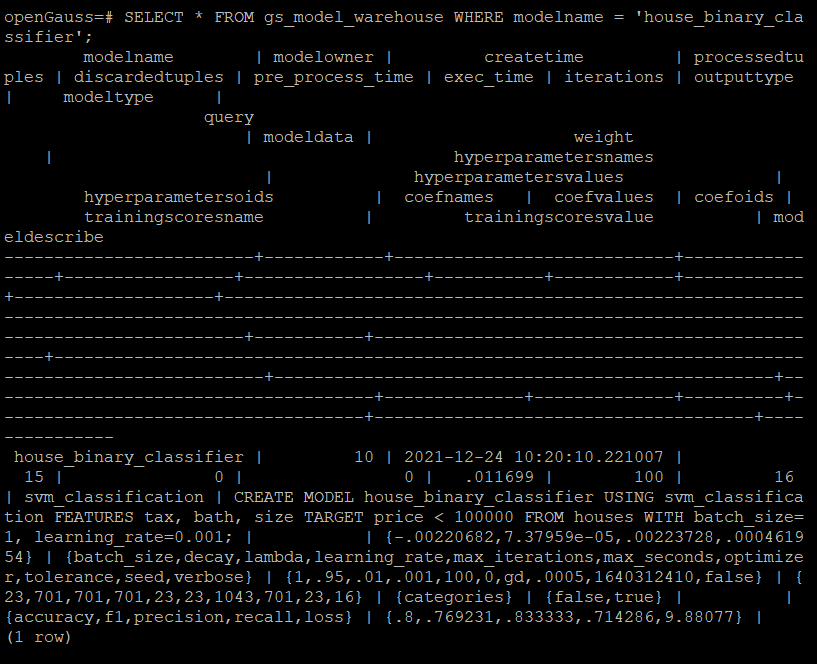 openGauss=# SELECT * FROM gs_model_warehouse WHERE modelname = 'house_binary_cla
ssifier';
        modelname        | modelowner |         createtime         | processedtu
ples | discardedtuples | pre_process_time | exec_time | iterations | outputtype
|     modeltype      |
                    query
                        | modeldata |                    weight
    |                                        hyperparametersnames
                          |              hyperparametersvalues               |
        hyperparametersoids          |  coefnames   |  coefvalues  | coefoids |
        trainingscoresname          |         trainingscoresvalue          | mod
eldescribe
-------------------------+------------+----------------------------+------------
-----+-----------------+------------------+-----------+------------+------------
+--------------------+----------------------------------------------------------
--------------------------------------------------------------------------------
------------------------+-----------+-------------------------------------------
----+---------------------------------------------------------------------------
--------------------------+--------------------------------------------------+--
-------------------------------------+--------------+--------------+----------+-
------------------------------------+--------------------------------------+----
-----------
 house_binary_classifier |         10 | 2021-12-24 10:20:10.221007 |
  15 |               0 |                0 |   .011699 |        100 |         16
| svm_classification | CREATE MODEL house_binary_classifier USING svm_classifica
tion FEATURES tax, bath, size TARGET price < 100000 FROM houses WITH batch_size=
1, learning_rate=0.001; |           | {-.00220682,7.37959e-05,.00223728,.0004619
54} | {batch_size,decay,lambda,learning_rate,max_iterations,max_seconds,optimize
r,tolerance,seed,verbose} | {1,.95,.01,.001,100,0,gd,.0005,1640312410,false} | {
23,701,701,701,23,23,1043,701,23,16} | {categories} | {false,true} |          |
{accuracy,f1,precision,recall,loss} | {.8,.769231,.833333,.714286,9.88077} |
(1 row)